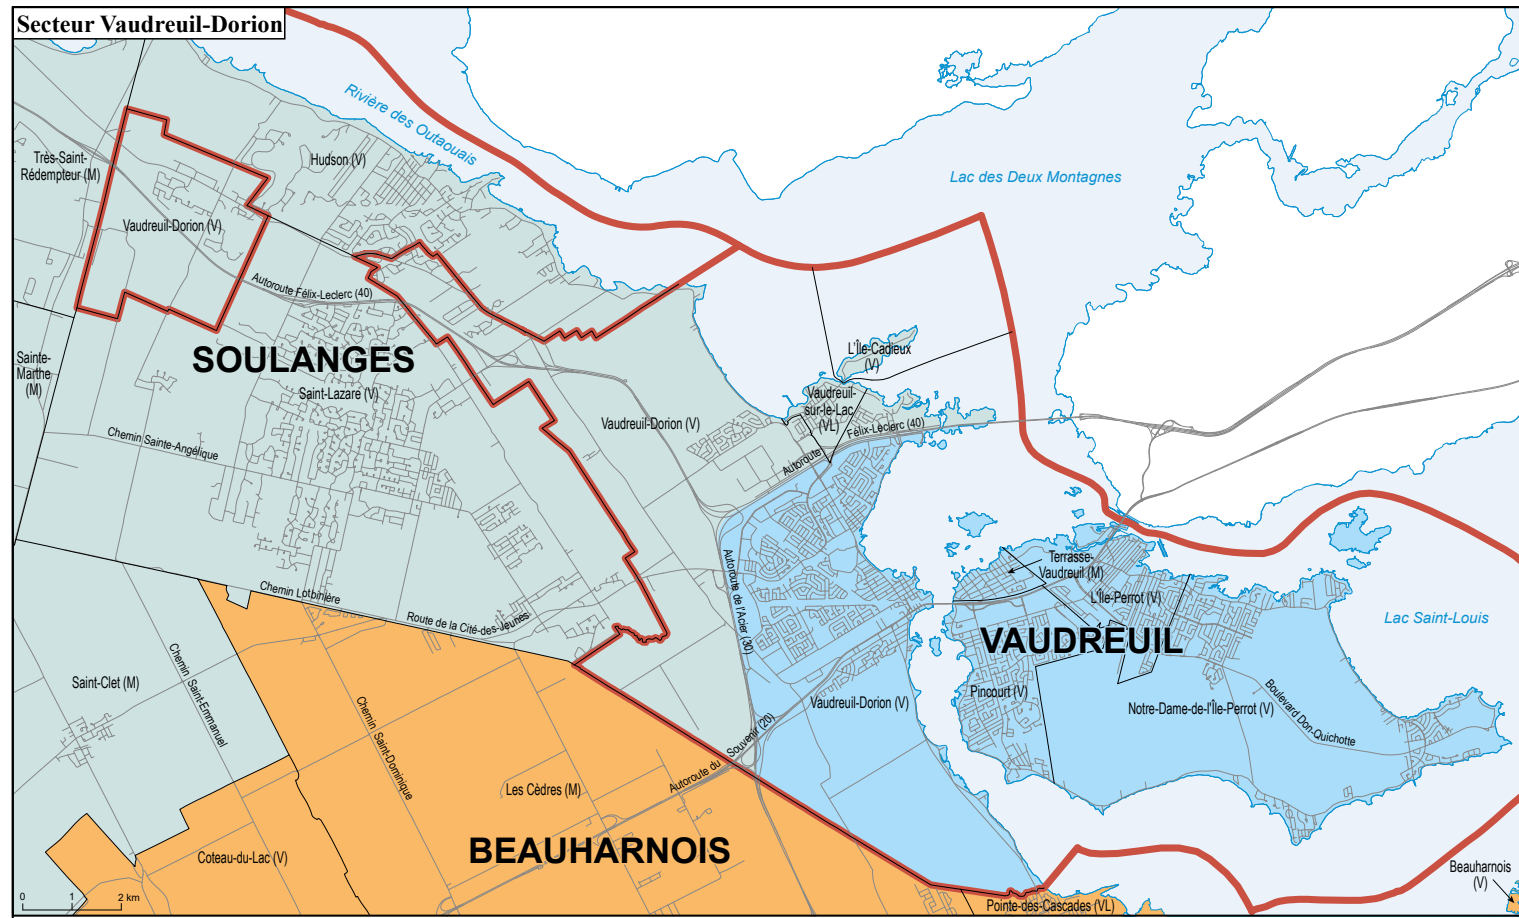 Secteur Vaudreuil-Dorion
Rivière des Outaouais
Lac des Deux Montagnes
Très-Saint-
Rédempteur (M)
Hudson (V)
Vaudreuil-Dorion (V)
Autoroute Félix-Leclerc (40)
Sainte-
Marthe
(M)
SOULANGES
Saint-Lazare (V)
L'Île-Cadieux
(V)
Vaudreuil-
sur-le-Lac
(VL)
Vaudreuil-Dorion (V)
Autoroute Félix-Leclerc (40)
Chemin Sainte-Angélique
Autoroute de l'Acier (30)
Terrasse-
Vaudreuil (M)
L'Île-Perrot (V)
Chemin Lotbinière
Route de la Cité-des-Jeunes
VAUDREUIL
Lac Saint-Louis
Saint-Clet (M)
Chemin Saint-Emmanuel
Chemin Saint-Dominique
Vaudreuil-Dorion (V)
Pincourt (V)
Notre-Dame-de-l'Île-Perrot (V)
Boulevard Don-Quichotte
Autoroute du Souvenir (20)
Les Cèdres (M)
BEAUHARNOIS
Coteau-du-Lac (V)
Beauharnois
(V)
Pointe-des-Cascades (VL)
0 1 2 km